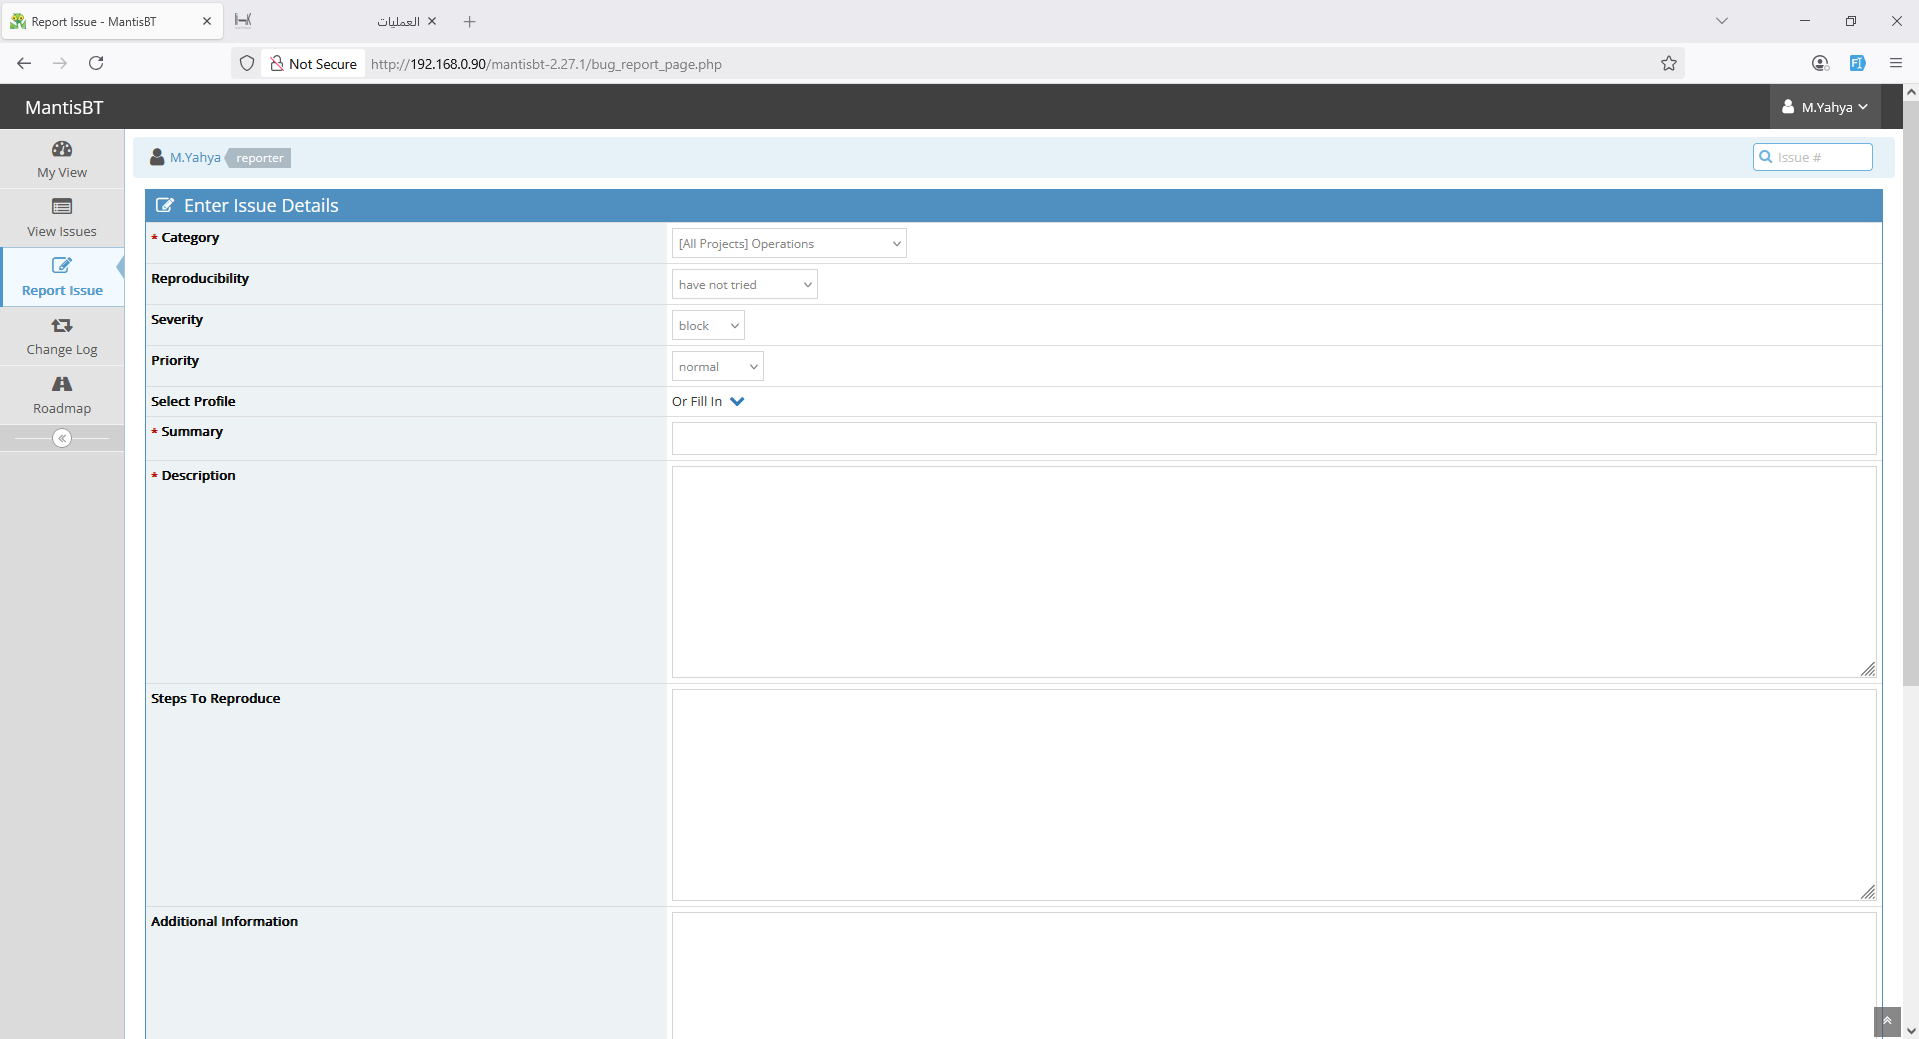 Report Issue - MantisBT
العمليات
Not Secure
http://192.168.0.90/mantisbt-2.27.1/bug_report_page.php
MantisBT
M.Yahya
My View
View Issues
Report Issue
Change Log
Roadmap
M.Yahya reporter
Issue #
Enter Issue Details
* Category
[All Projects] Operations
Reproducibility
have not tried
Severity
block
Priority
normal
Select Profile
Or Fill In
* Summary
* Description
Steps To Reproduce
Additional Information